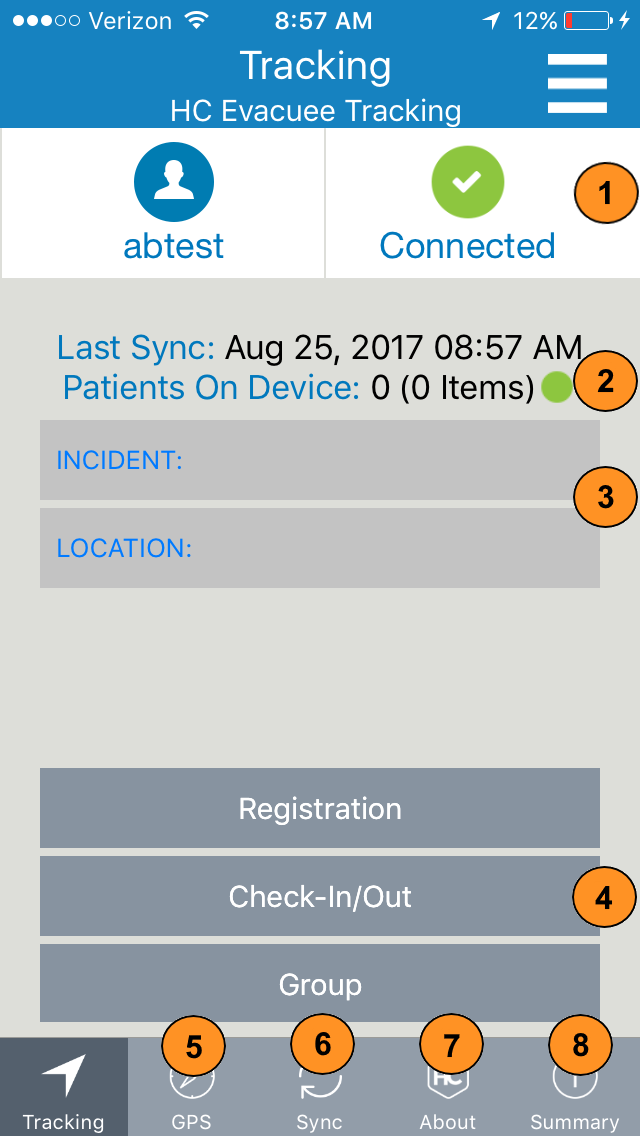 Verizon 8:57 AM 12%
Tracking
HC Evacuee Tracking
abtest Connected 1
Last Sync: Aug 25, 2017 08:57 AM
Patients On Device: 0 (0 Items) 2
INCIDENT:
3
LOCATION:
Registration
Check-In/Out 4
Group
5 6 7 8
HC
Tracking GPS Sync About Summary